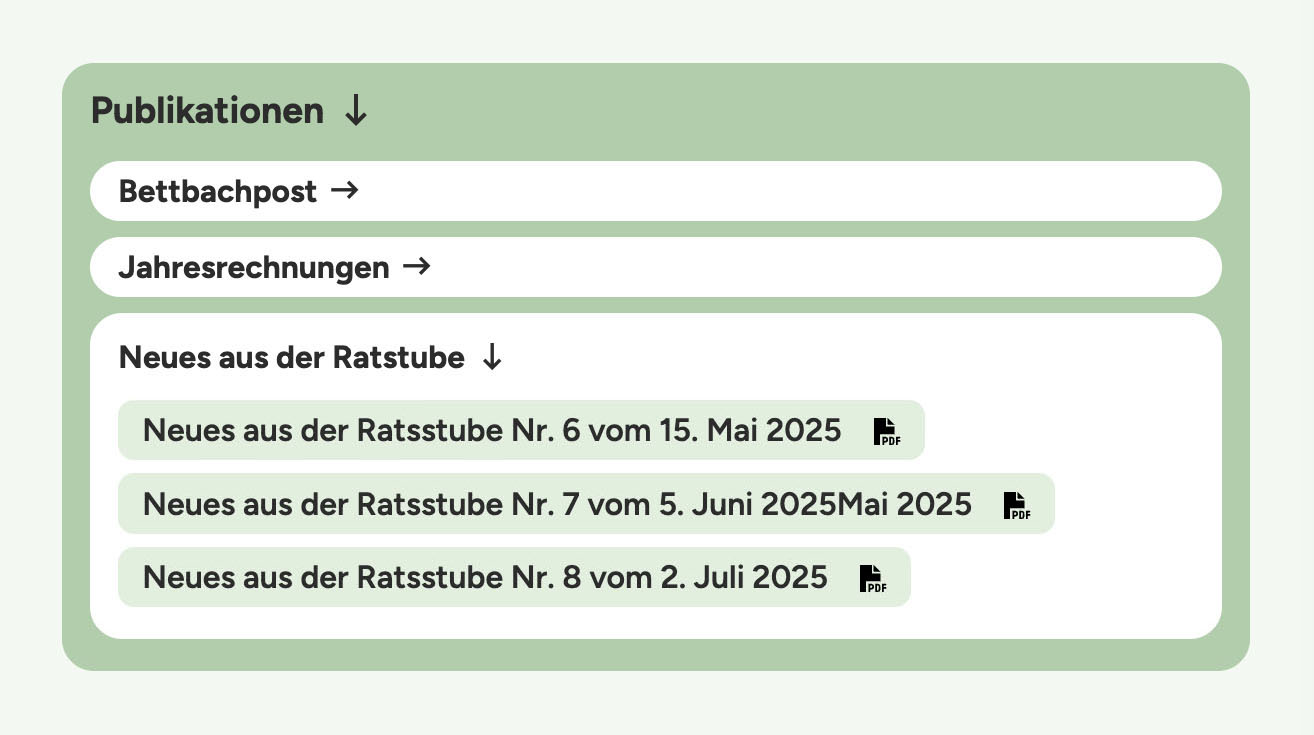 Publikationen ↓
Bettbachpost →
Jahresrechnungen →
Neues aus der Ratstube ↓
Neues aus der Ratsstube Nr. 6 vom 15. Mai 2025 PDF
Neues aus der Ratsstube Nr. 7 vom 5. Juni 2025Mai 2025 PDF
Neues aus der Ratsstube Nr. 8 vom 2. Juli 2025 PDF